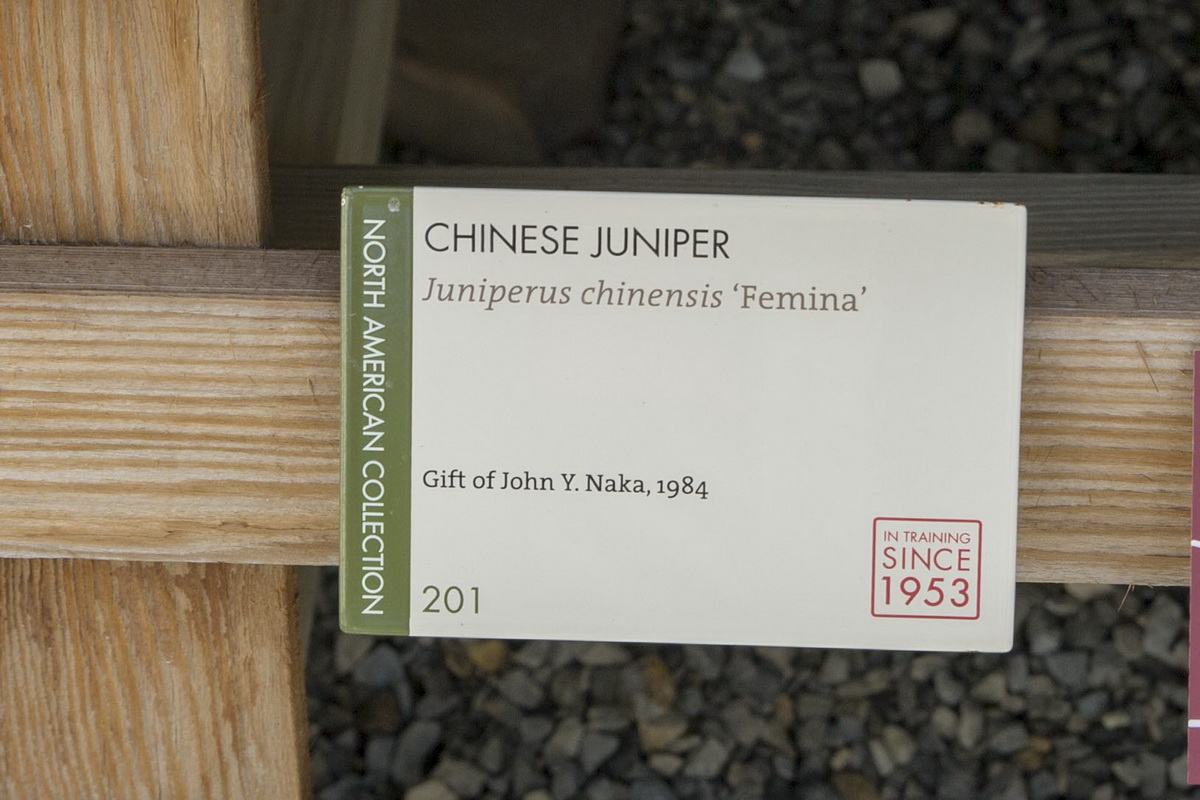 NORTH AMERICAN COLLECTION
CHINESE JUNIPER
Juniperus chinensis ‘Femina’
Gift of John Y. Naka, 1984
201
IN TRAINING
SINCE
1953